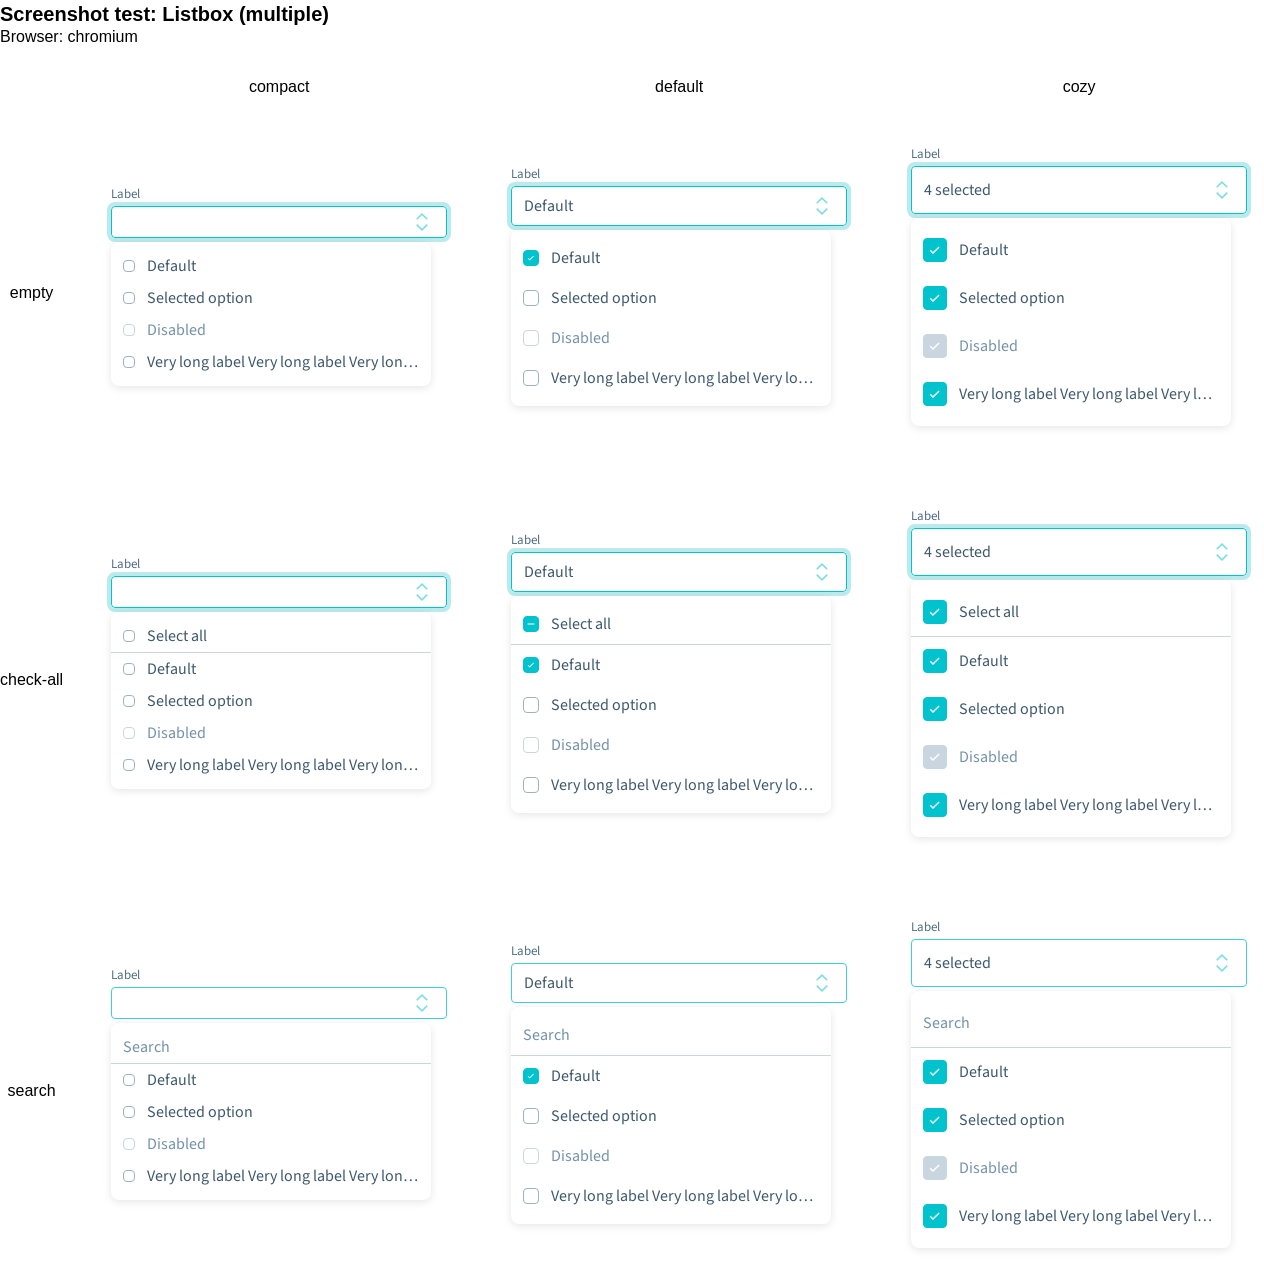 Screenshot test: Listbox (multiple)
Browser: chromium
compact
default
cozy
empty
Label
Default
Selected option
Disabled
Very long label Very long label Very lon…
Label
Default
Default
Selected option
Disabled
Very long label Very long label Very lo…
Label
4 selected
Default
Selected option
Disabled
Very long label Very long label Very l…
check-all
Label
Select all
Default
Selected option
Disabled
Very long label Very long label Very lon…
Label
Default
Select all
Default
Selected option
Disabled
Very long label Very long label Very lo…
Label
4 selected
Select all
Default
Selected option
Disabled
Very long label Very long label Very l…
search
Label
Search
Default
Selected option
Disabled
Very long label Very long label Very lon…
Label
Default
Search
Default
Selected option
Disabled
Very long label Very long label Very lo…
Label
4 selected
Search
Default
Selected option
Disabled
Very long label Very long label Very l…